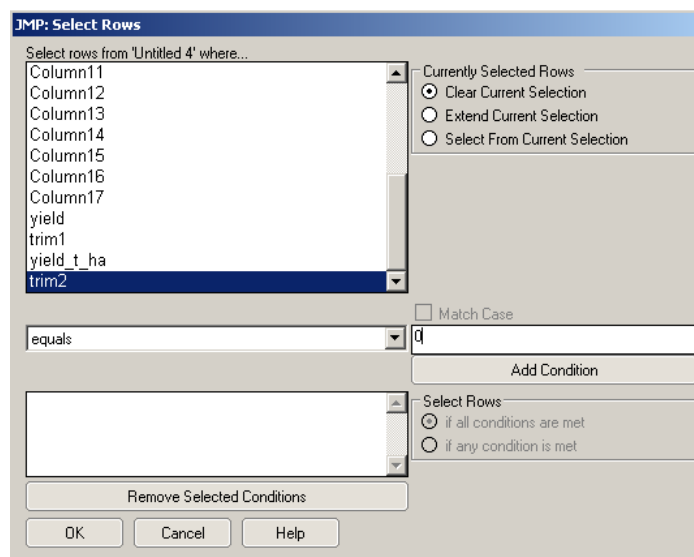 JMP: Select Rows
Select rows from 'Untitled 4' where...
Column11
Column12
Column13
Column14
Column15
Column16
Column17
yield
trim1
yield_t_ha
trim2
Currently Selected Rows
Clear Current Selection
Extend Current Selection
Select From Current Selection
Match Case
equals
0
Add Condition
Select Rows
if all conditions are met
if any condition is met
Remove Selected Conditions
OK
Cancel
Help